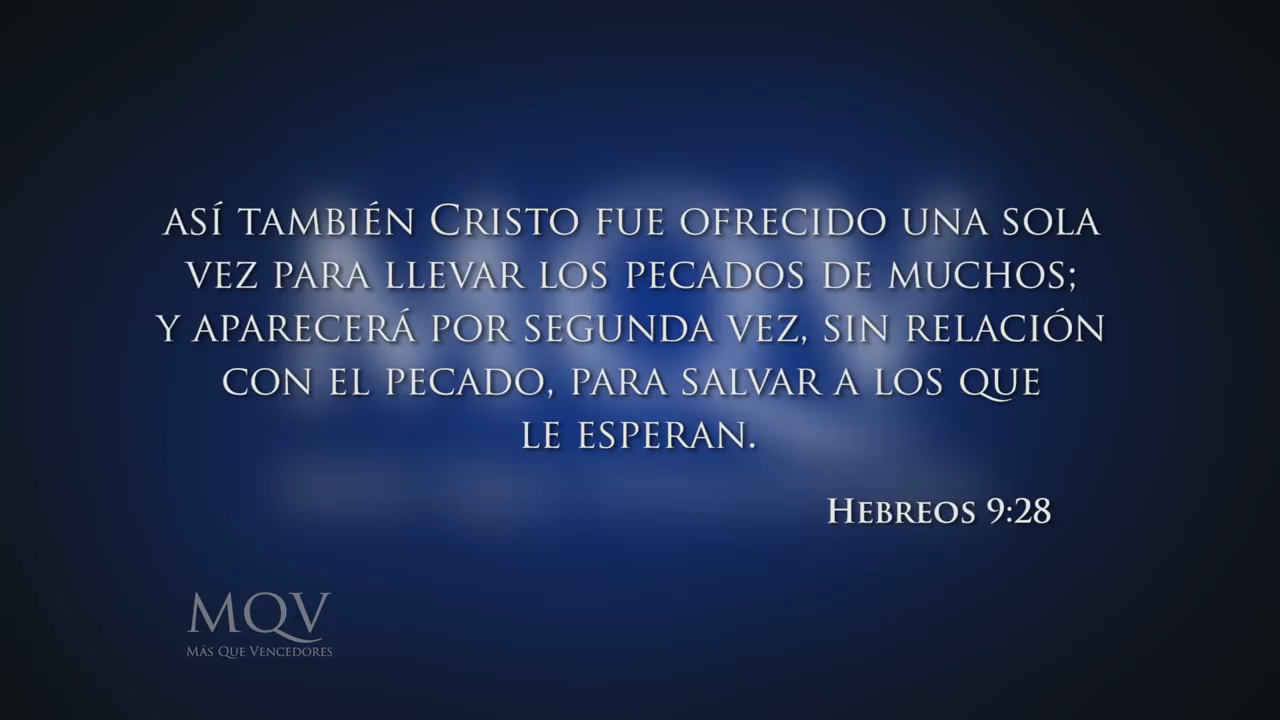 así también Cristo fue ofrecido una sola
vez para llevar los pecados de muchos;
y aparecerá por segunda vez, sin relación
con el pecado, para salvar a los que
le esperan.
Hebreos 9:28
MQV
Más Que Vencedores